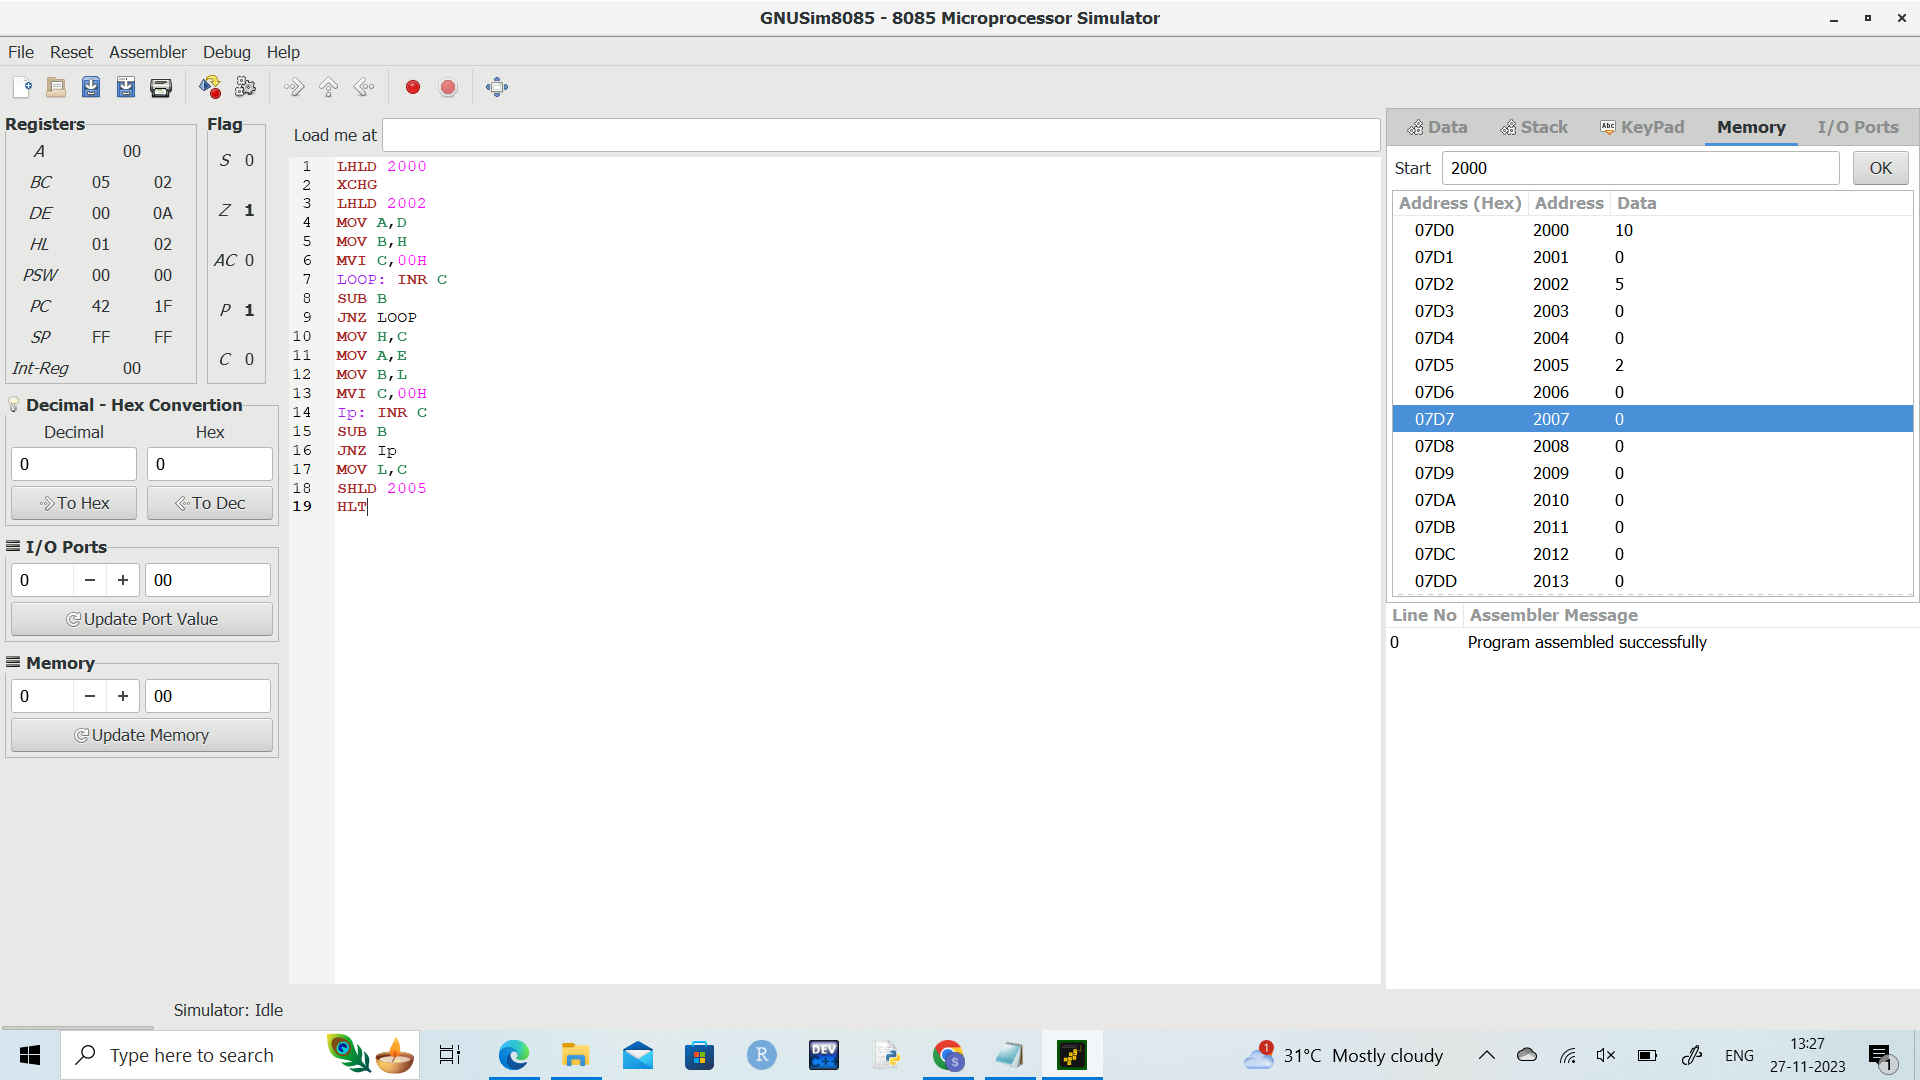 GNUSim8085 - 8085 Microprocessor Simulator
File Reset Assembler Debug Help
Registers
A 00
BC 05 02
DE 00 0A
HL 01 02
PSW 00 00
PC 42 1F
SP FF FF
Int-Reg 00
Flag
S 0
Z 1
AC 0
P 1
C 0
Decimal - Hex Convertion
Decimal Hex
0 0
To Hex To Dec
I/O Ports
0 − + 00
Update Port Value
Memory
0 − + 00
Update Memory
Load me at
1 LHLD 2000
2 XCHG
3 LHLD 2002
4 MOV A,D
5 MOV B,H
6 MVI C,00H
7 LOOP: INR C
8 SUB B
9 JNZ LOOP
10 MOV H,C
11 MOV A,E
12 MOV B,L
13 MVI C,00H
14 Ip: INR C
15 SUB B
16 JNZ Ip
17 MOV L,C
18 SHLD 2005
19 HLT
Data Stack Abc KeyPad Memory I/O Ports
Start 2000 OK
Address (Hex) Address Data
07D0 2000 10
07D1 2001 0
07D2 2002 5
07D3 2003 0
07D4 2004 0
07D5 2005 2
07D6 2006 0
07D7 2007 0
07D8 2008 0
07D9 2009 0
07DA 2010 0
07DB 2011 0
07DC 2012 0
07DD 2013 0
Line No Assembler Message
0 Program assembled successfully
Simulator: Idle
Type here to search
R
DEV
C++
S
1
31°C Mostly cloudy
ENG
13:27
27-11-2023
1